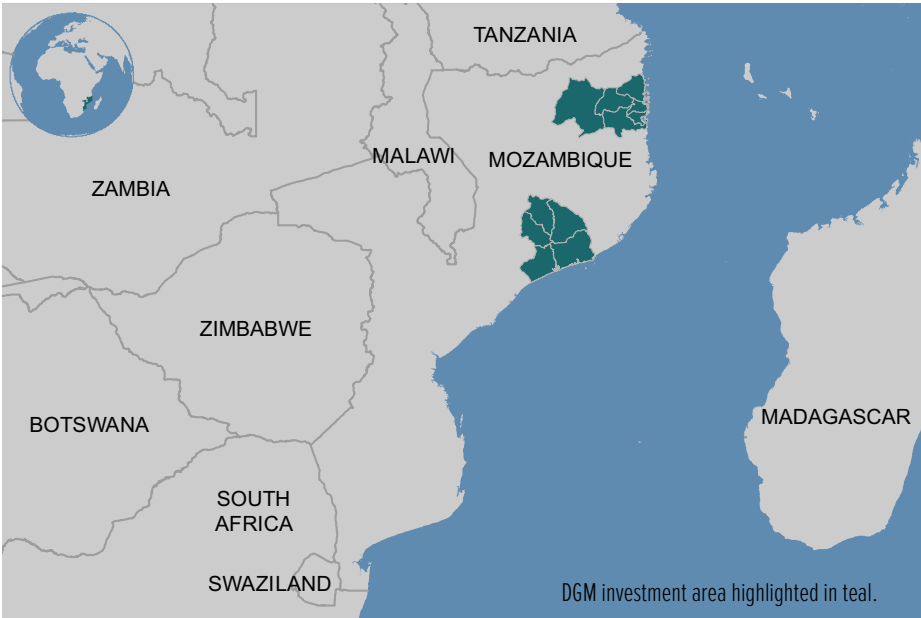 TANZANIA
MALAWI
MOZAMBIQUE
ZAMBIA
ZIMBABWE
BOTSWANA
MADAGASCAR
SOUTH
AFRICA
SWAZILAND
DGM investment area highlighted in teal.